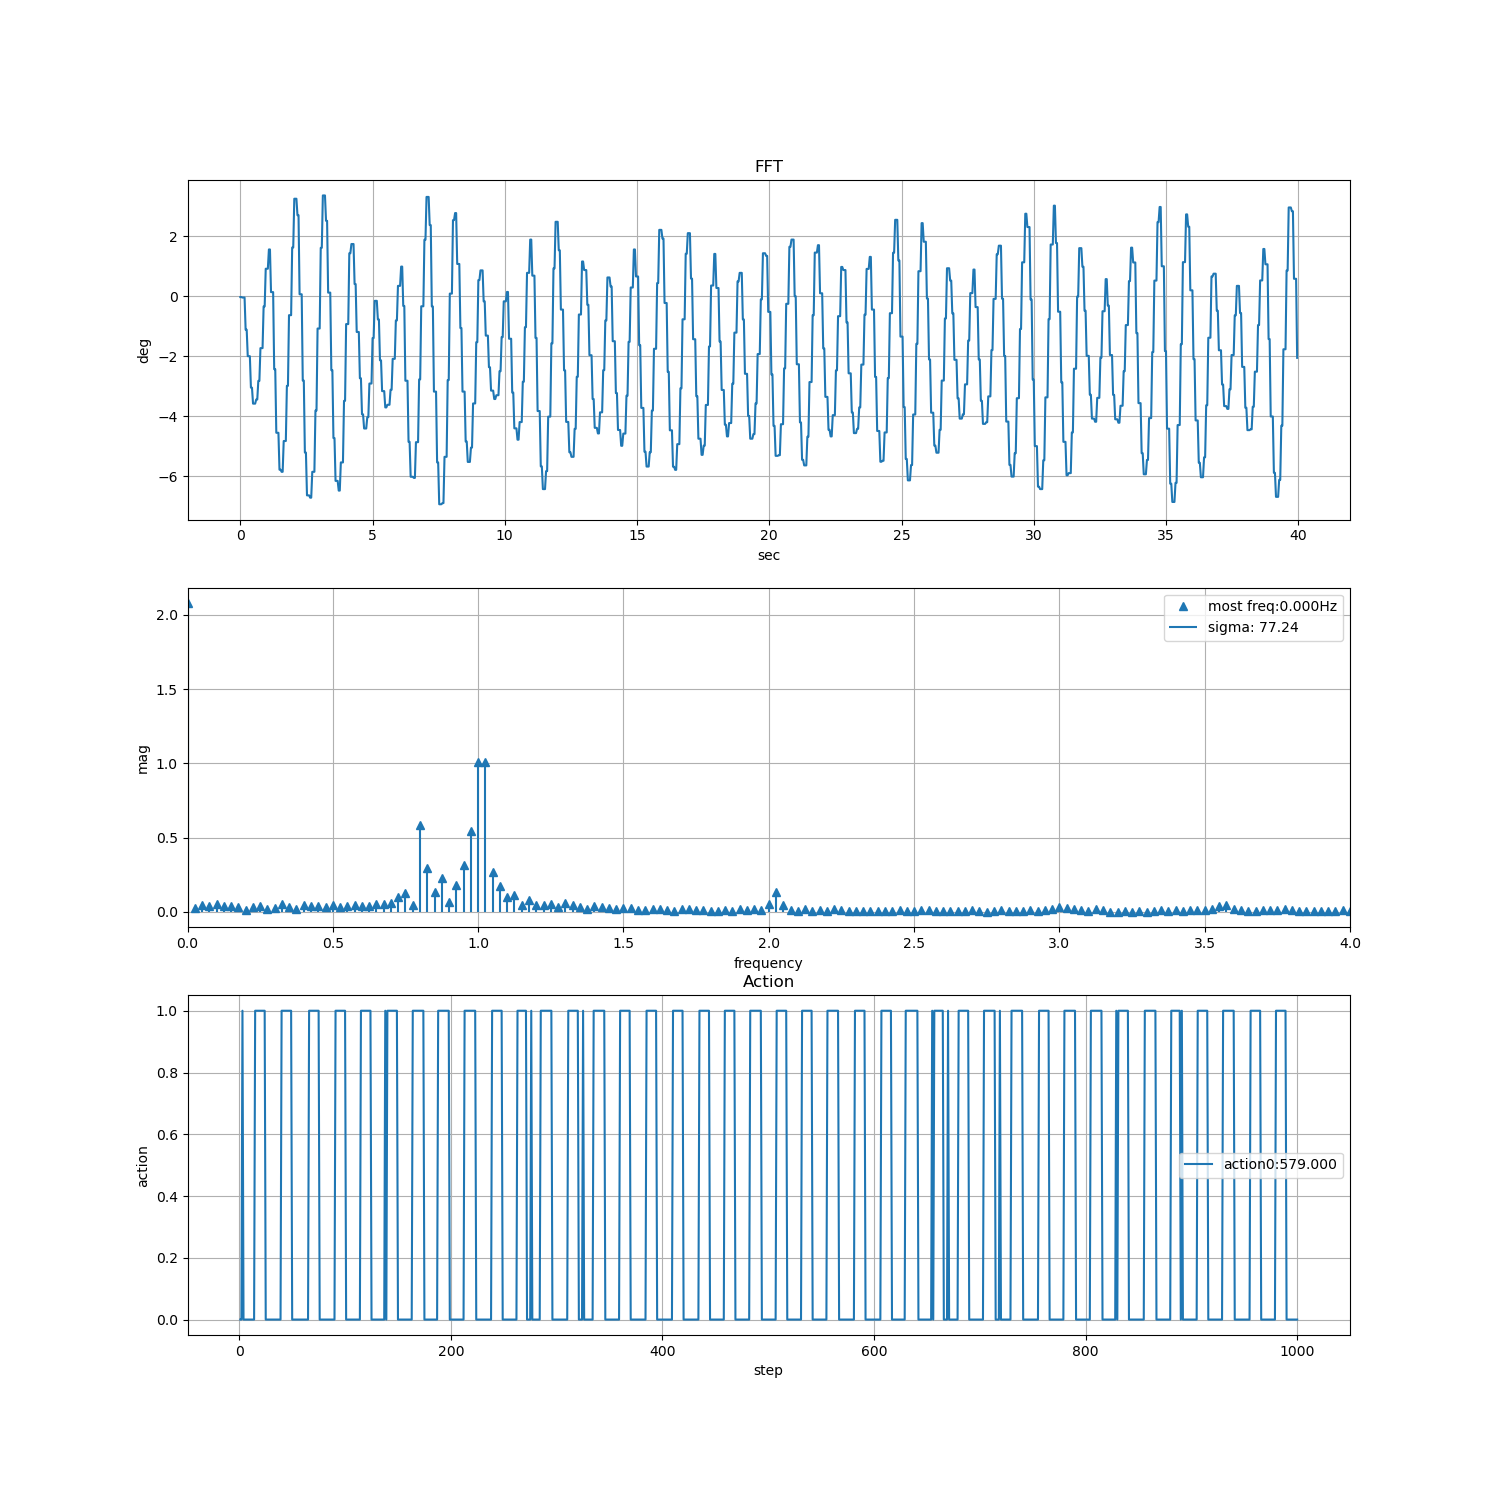 FFT
2
0
−2
−4
−6
deg
0 5 10 15 20 25 30 35 40
sec
most freq:0.000Hz
sigma: 77.24
2.0
1.5
1.0
0.5
0.0
mag
0.0 0.5 1.0 1.5 2.0 2.5 3.0 3.5 4.0
frequency
Action
1.0
0.8
0.6
0.4
0.2
0.0
action
action0:579.000
0 200 400 600 800 1000
step